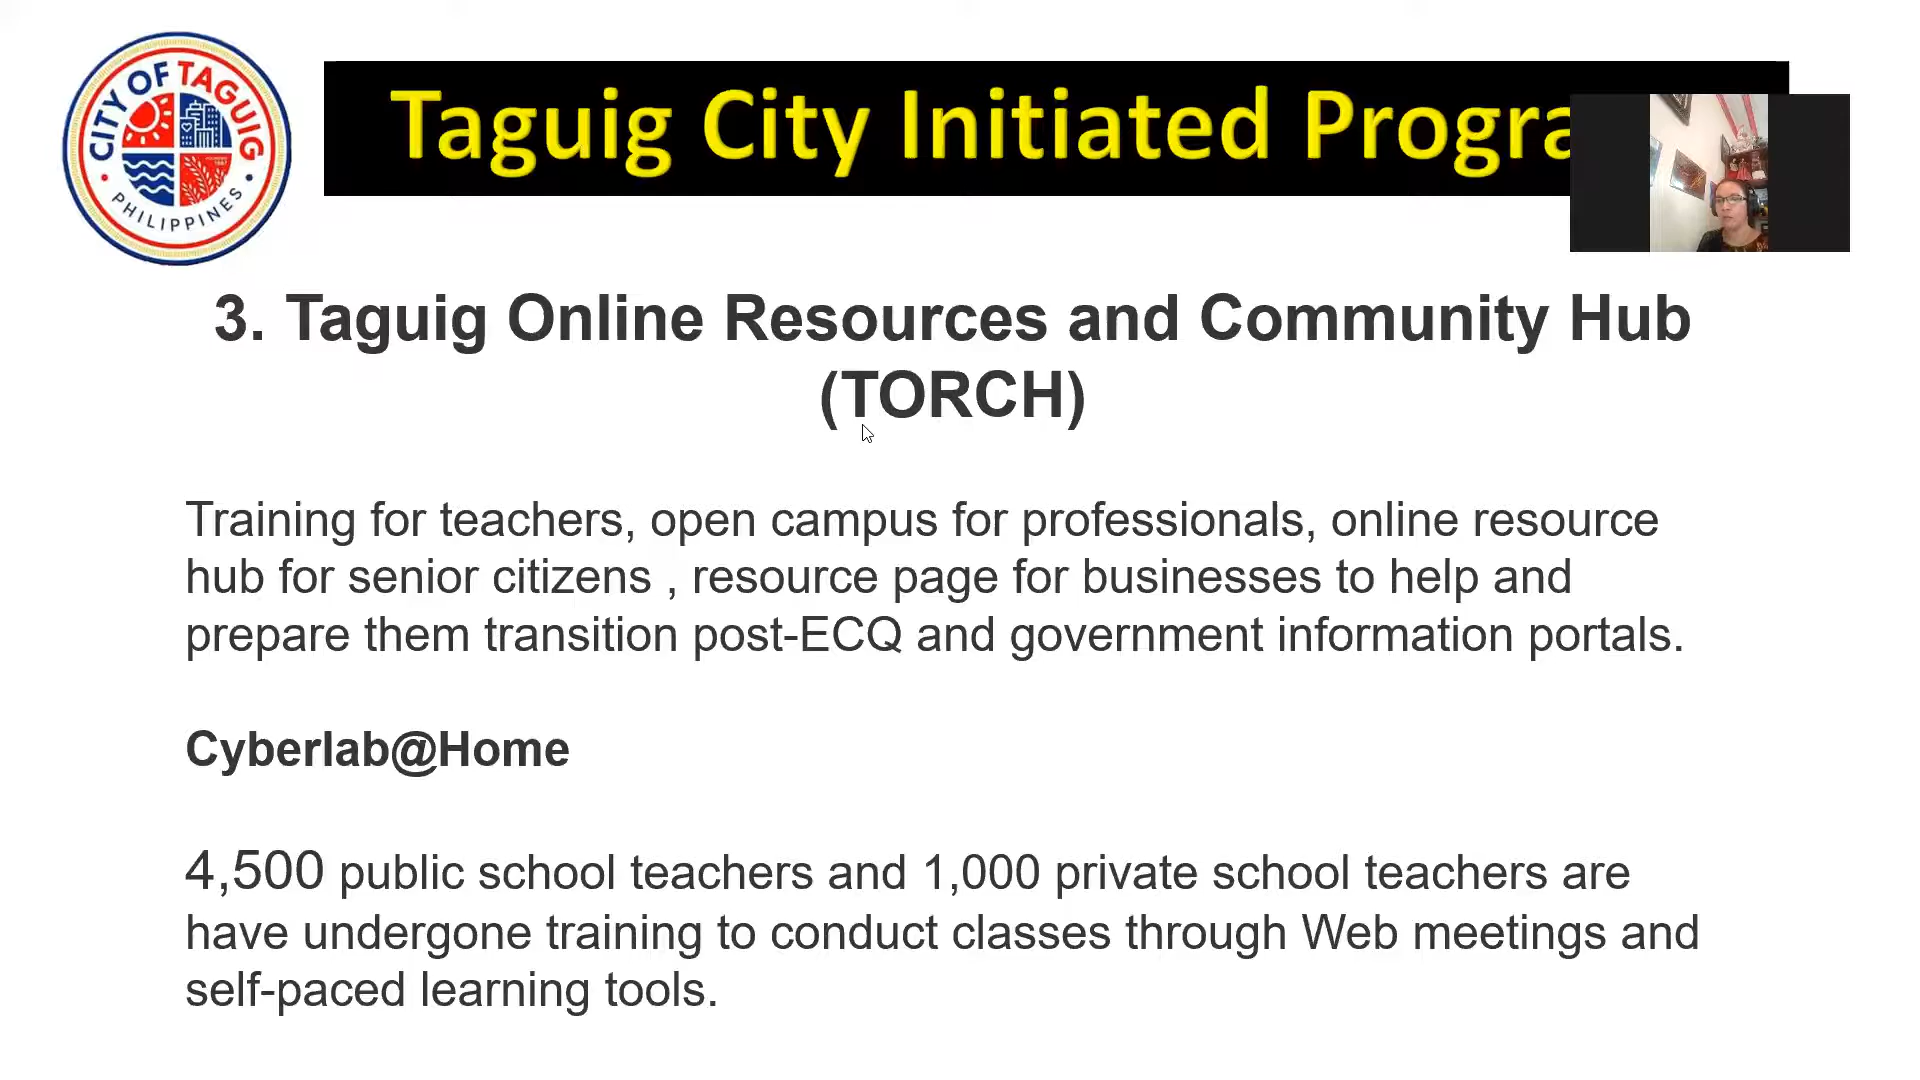 CITY OF TAGUIG
PHILIPPINES
Taguig City Initiated Progra
3. Taguig Online Resources and Community Hub
(TORCH)
Training for teachers, open campus for professionals, online resource
hub for senior citizens , resource page for businesses to help and
prepare them transition post-ECQ and government information portals.
Cyberlab@Home
4,500 public school teachers and 1,000 private school teachers are
have undergone training to conduct classes through Web meetings and
self-paced learning tools.